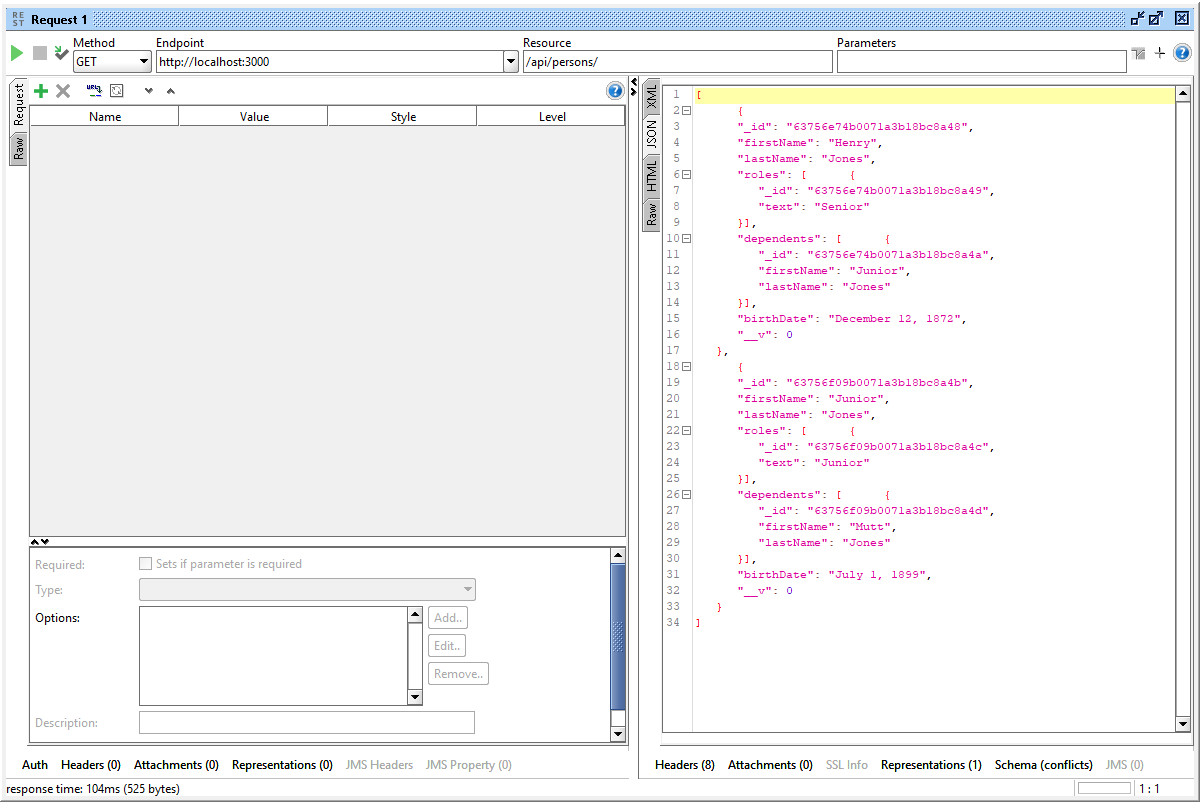 RE
ST
Request 1
Method
Endpoint
Resource
Parameters
GET
http://localhost:3000
/api/persons/
Request
Raw
Name Value Style Level
Required:
Sets if parameter is required
Type:
Options:
Add..
Edit..
Remove..
Description:
Auth Headers (0) Attachments (0) Representations (0) JMS Headers JMS Property (0)
XML
JSON
HTML
Raw
1 [
2 {
3 "_id": "63756e74b0071a3b18bc8a48",
4 "firstName": "Henry",
5 "lastName": "Jones",
6 "roles": [ {
7 "_id": "63756e74b0071a3b18bc8a49",
8 "text": "Senior"
9 }],
10 "dependents": [ {
11 "_id": "63756e74b0071a3b18bc8a4a",
12 "firstName": "Junior",
13 "lastName": "Jones"
14 }],
15 "birthDate": "December 12, 1872",
16 "__v": 0
17 },
18 {
19 "_id": "63756f09b0071a3b18bc8a4b",
20 "firstName": "Junior",
21 "lastName": "Jones",
22 "roles": [ {
23 "_id": "63756f09b0071a3b18bc8a4c",
24 "text": "Junior"
25 }],
26 "dependents": [ {
27 "_id": "63756f09b0071a3b18bc8a4d",
28 "firstName": "Mutt",
29 "lastName": "Jones"
30 }],
31 "birthDate": "July 1, 1899",
32 "__v": 0
33 }
34 ]
Headers (8) Attachments (0) SSL Info Representations (1) Schema (conflicts) JMS (0)
response time: 104ms (525 bytes)
1 : 1